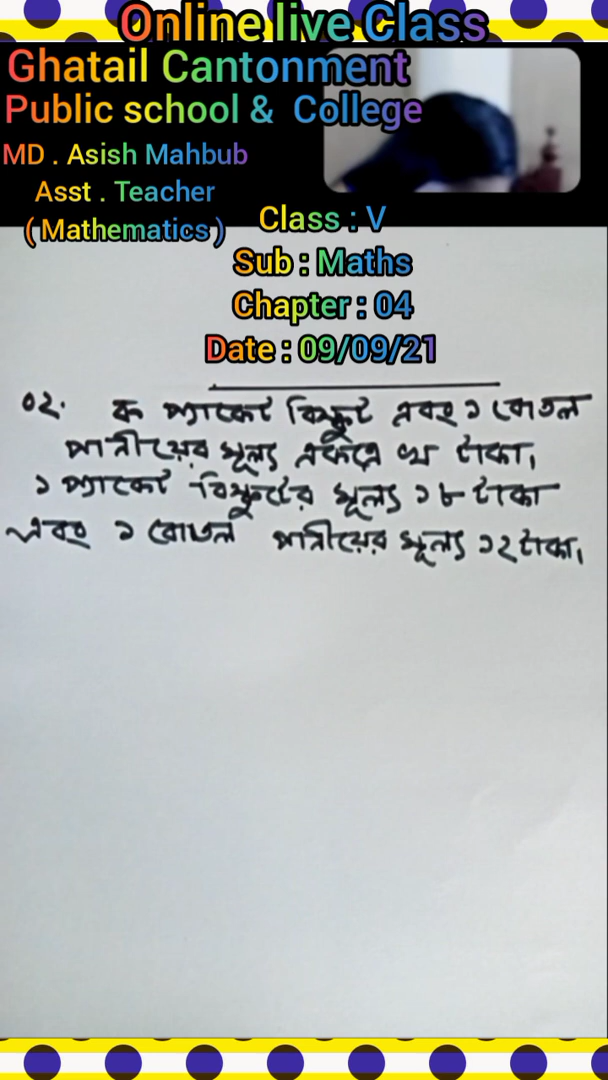 Online live Class
Ghatail Cantonment
Public school & College
MD . Asish Mahbub
Asst . Teacher
( Mathematics )
Class : V
Sub : Maths
Chapter : 04
Date : 09/09/21
০২. ক প্যাকেট বিস্কুট এবং ১ বোতল
পানীয়ের মূল্য একত্রে খ টাকা।
১ প্যাকেট বিস্কুটের মূল্য ১৮ টাকা
এবং ১ বোতল পানীয়ের মূল্য ১২ টাকা।